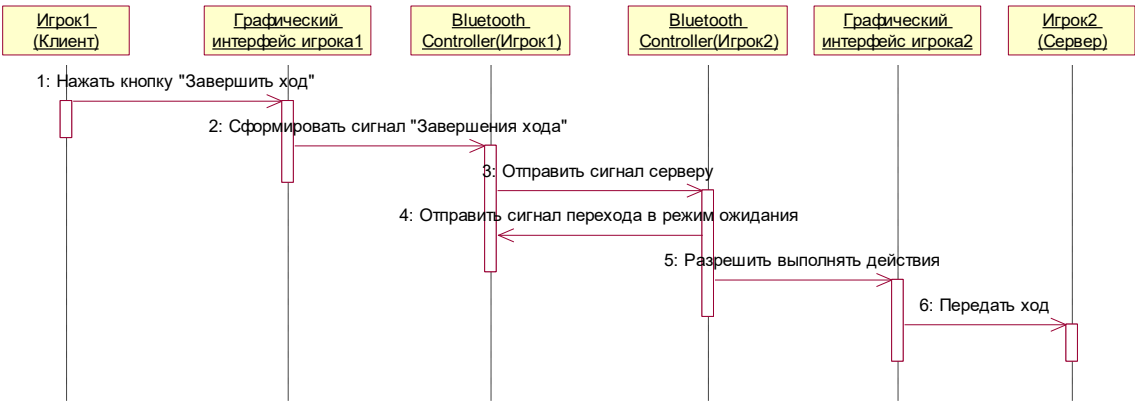 Игрок1
(Клиент)
Графический
интерфейс игрока1
Bluetooth
Controller(Игрок1)
Bluetooth
Controller(Игрок2)
Графический
интерфейс игрока2
Игрок2
(Сервер)
1: Нажать кнопку "Завершить ход"
2: Сформировать сигнал "Завершения хода"
3: Отправить сигнал серверу
4: Отправить сигнал перехода в режим ожидания
5: Разрешить выполнять действия
6: Передать ход